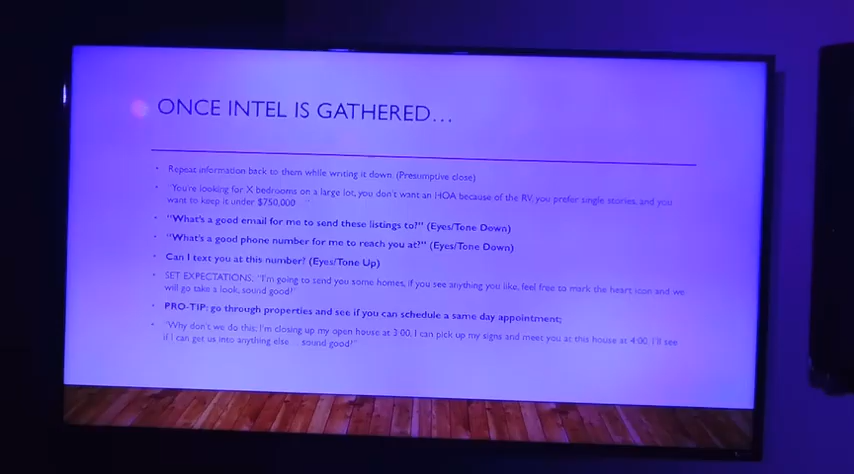 ONCE INTEL IS GATHERED…
• Repeat information back to them while writing it down. (Presumptive close)
• "You're looking for X bedrooms on a large lot, you don't want an HOA because of the RV, you prefer single stories, and you
want to keep it under $750,000
• "What's a good email for me to send these listings to?" (Eyes/Tone Down)
• "What's a good phone number for me to reach you at?" (Eyes/Tone Down)
• Can I text you at this number? (Eyes/Tone Up)
• SET EXPECTATIONS. "I'm going to send you some homes, if you see anything you like, feel free to mark the heart icon and we
will go take a look, sound good?"
• PRO-TIP: go through properties and see if you can schedule a same day appointment;
• "Why don't we do this; I'm closing up my open house at 3:00, I can pick up my signs and meet you at this house at 4:00. I'll see
if I can get us into anything else… sound good?"